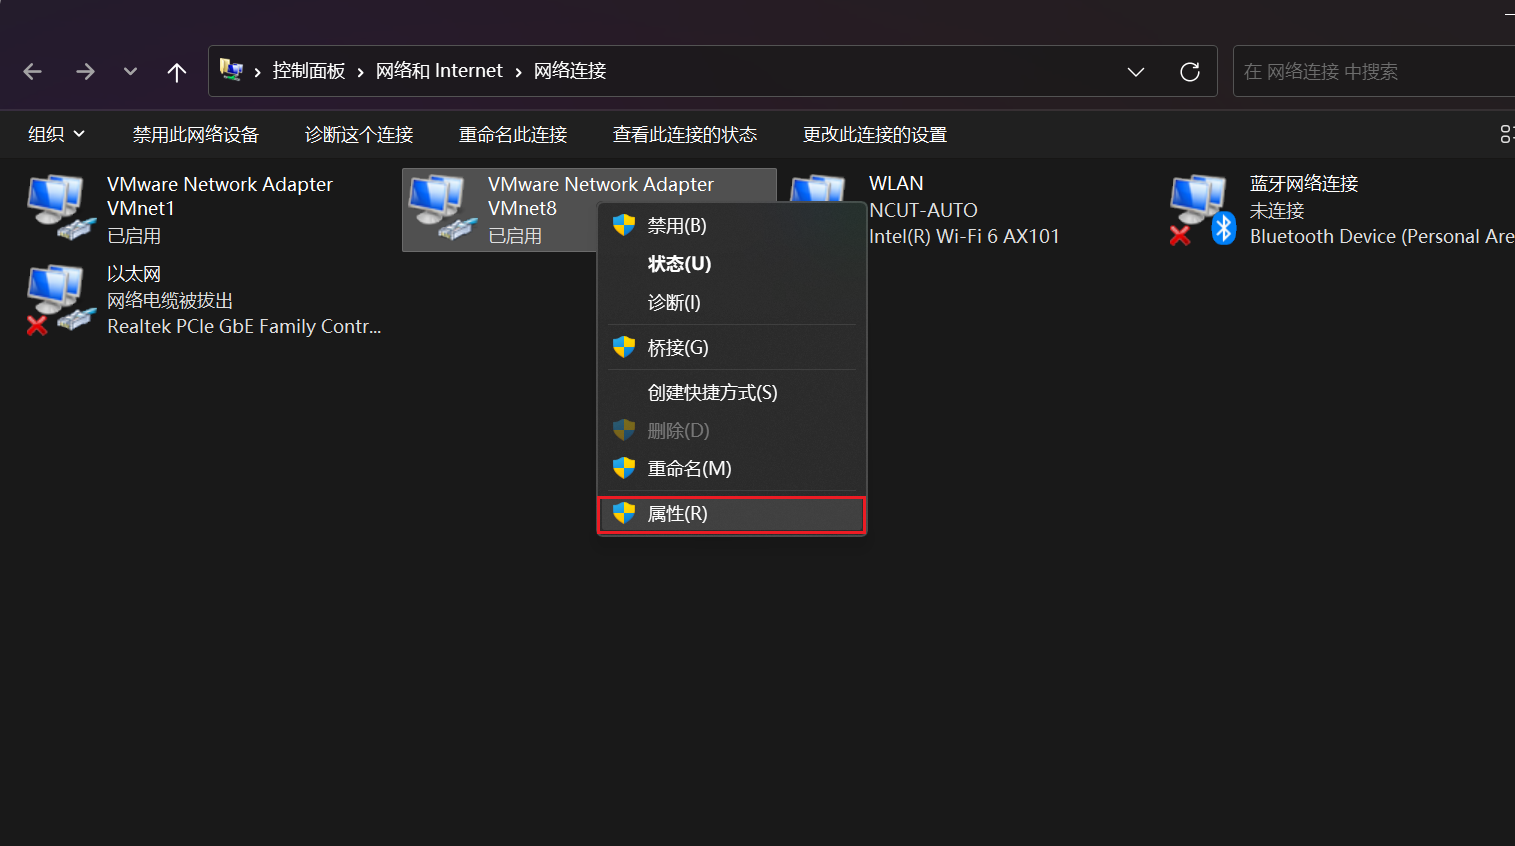 控制面板 › 网络和 Internet › 网络连接
在 网络连接 中搜索
组织 禁用此网络设备 诊断这个连接 重命名此连接 查看此连接的状态 更改此连接的设置
VMware Network Adapter
VMnet1
已启用
VMware Network Adapter
VMnet8
已启用
WLAN
NCUT-AUTO
Intel(R) Wi-Fi 6 AX101
蓝牙网络连接
未连接
Bluetooth Device (Personal Are
以太网
网络电缆被拔出
Realtek PCIe GbE Family Contr...
禁用(B)
状态(U)
诊断(I)
桥接(G)
创建快捷方式(S)
删除(D)
重命名(M)
属性(R)